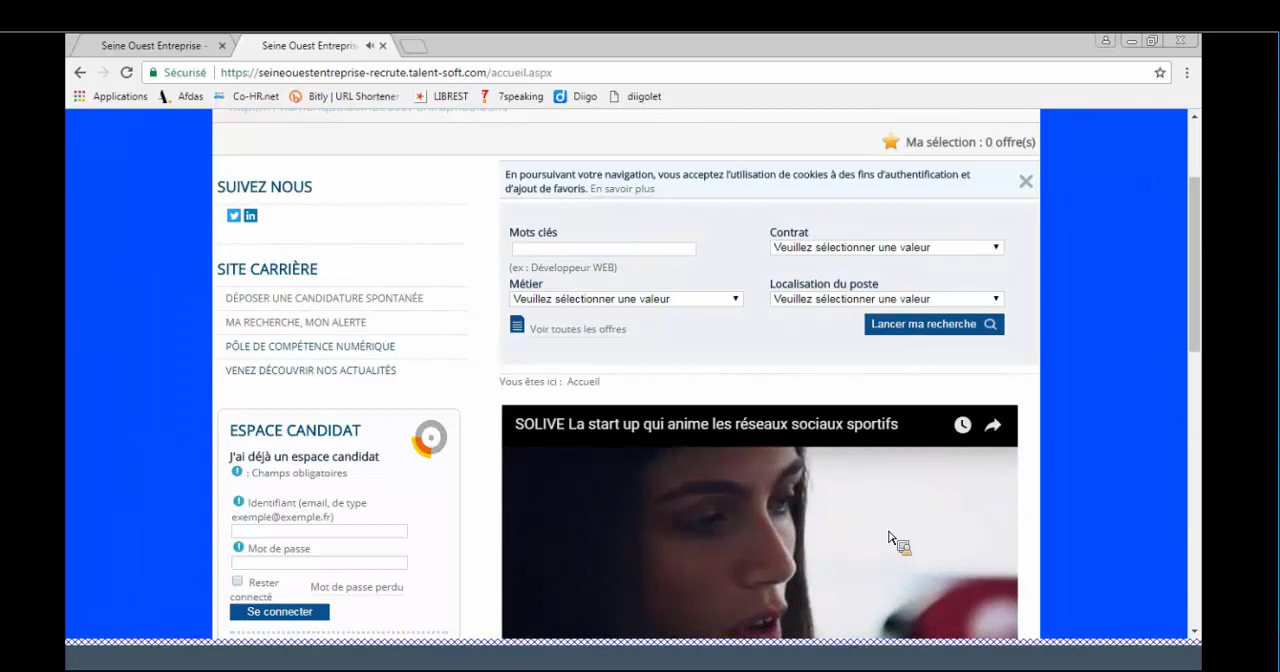 Seine Ouest Entreprise -
Seine Ouest Entrepris
Sécurisé
https://seineouestentreprise-recrute.talent-soft.com/accueil.aspx
Applications
Afdas
Co-HR.net
Bitly | URL Shortene
LIBREST
7speaking
Diigo
diigolet
Ma sélection : 0 offre(s)
SUIVEZ NOUS
SITE CARRIÈRE
DÉPOSER UNE CANDIDATURE SPONTANÉE
MA RECHERCHE, MON ALERTE
PÔLE DE COMPÉTENCE NUMÉRIQUE
VENEZ DÉCOUVRIR NOS ACTUALITÉS
ESPACE CANDIDAT
J'ai déjà un espace candidat
: Champs obligatoires
Identifiant (email, de type
exemple@exemple.fr)
Mot de passe
Rester
connecté
Mot de passe perdu
Se connecter
En poursuivant votre navigation, vous acceptez l'utilisation de cookies à des fins d'authentification et
d'ajout de favoris. En savoir plus
Mots clés
(ex : Développeur WEB)
Métier
Veuillez sélectionner une valeur
Voir toutes les offres
Contrat
Veuillez sélectionner une valeur
Localisation du poste
Veuillez sélectionner une valeur
Lancer ma recherche
Vous êtes ici : Accueil
SOLIVE La start up qui anime les réseaux sociaux sportifs